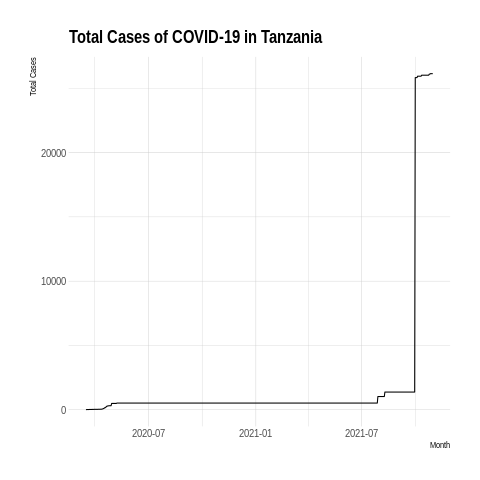 Total Cases of COVID-19 in Tanzania
Total Cases
20000
10000
0
2020-07
2021-01
2021-07
Month